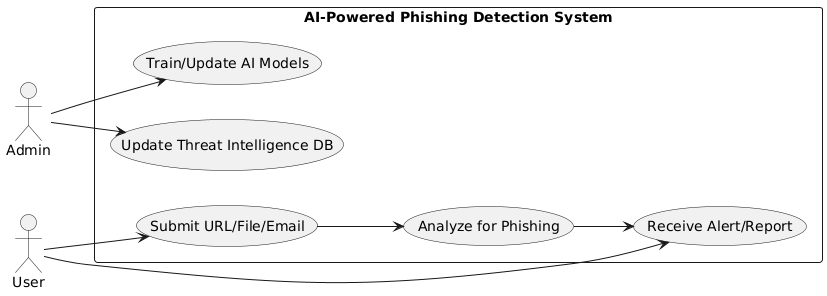 AI-Powered Phishing Detection System
Train/Update AI Models
Admin
Update Threat Intelligence DB
Submit URL/File/Email
Analyze for Phishing
Receive Alert/Report
User